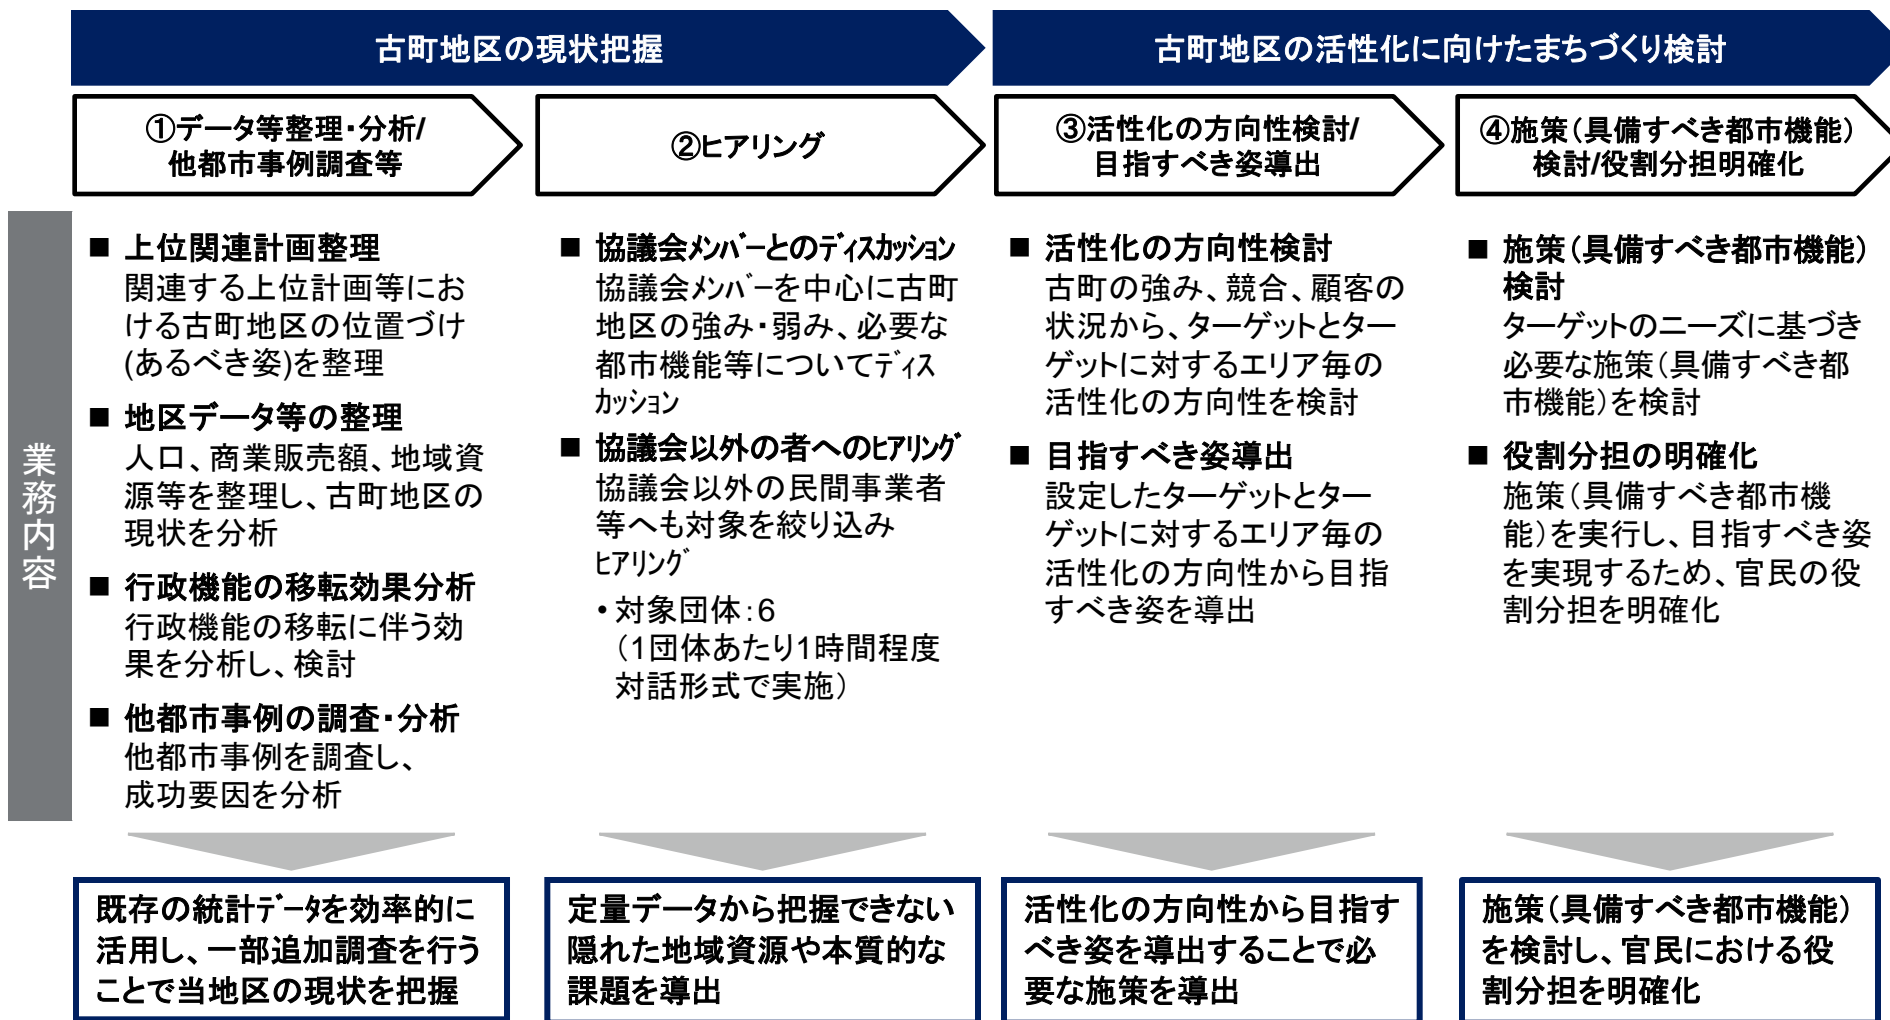 古町地区の現状把握
古町地区の活性化に向けたまちづくり検討
①データ等整理・分析/
他都市事例調査等
②ヒアリング
③活性化の方向性検討/
目指すべき姿導出
④施策(具備すべき都市機能)
検討/役割分担明確化
業務内容
■ 上位関連計画整理
関連する上位計画等にお
ける古町地区の位置づけ
(あるべき姿)を整理
■ 地区データ等の整理
人口、商業販売額、地域資
源等を整理し、古町地区の
現状を分析
■ 行政機能の移転効果分析
行政機能の移転に伴う効
果を分析し、検討
■ 他都市事例の調査・分析
他都市事例を調査し、
成功要因を分析
■ 協議会メンバーとのディスカッション
協議会メンバーを中心に古町
地区の強み・弱み、必要な
都市機能等についてディス
カッション
■ 協議会以外の者へのヒアリング
協議会以外の民間事業者
等へも対象を絞り込み
ヒアリング
・対象団体：6
（1団体あたり1時間程度
対話形式で実施）
■ 活性化の方向性検討
古町の強み、競合、顧客の
状況から、ターゲットとター
ゲットに対するエリア毎の
活性化の方向性を検討
■ 目指すべき姿導出
設定したターゲットとター
ゲットに対するエリア毎の
活性化の方向性から目指
すべき姿を導出
■ 施策(具備すべき都市機能)
検討
ターゲットのニーズに基づき
必要な施策(具備すべき都
市機能)を検討
■ 役割分担の明確化
施策(具備すべき都市機
能)を実行し、目指すべき姿
を実現するため、官民の役
割分担を明確化
既存の統計データを効率的に
活用し、一部追加調査を行う
ことで当地区の現状を把握
定量データから把握できない
隠れた地域資源や本質的な
課題を導出
活性化の方向性から目指す
べき姿を導出することで必
要な施策を導出
施策(具備すべき都市機能)
を検討し、官民における役
割分担を明確化